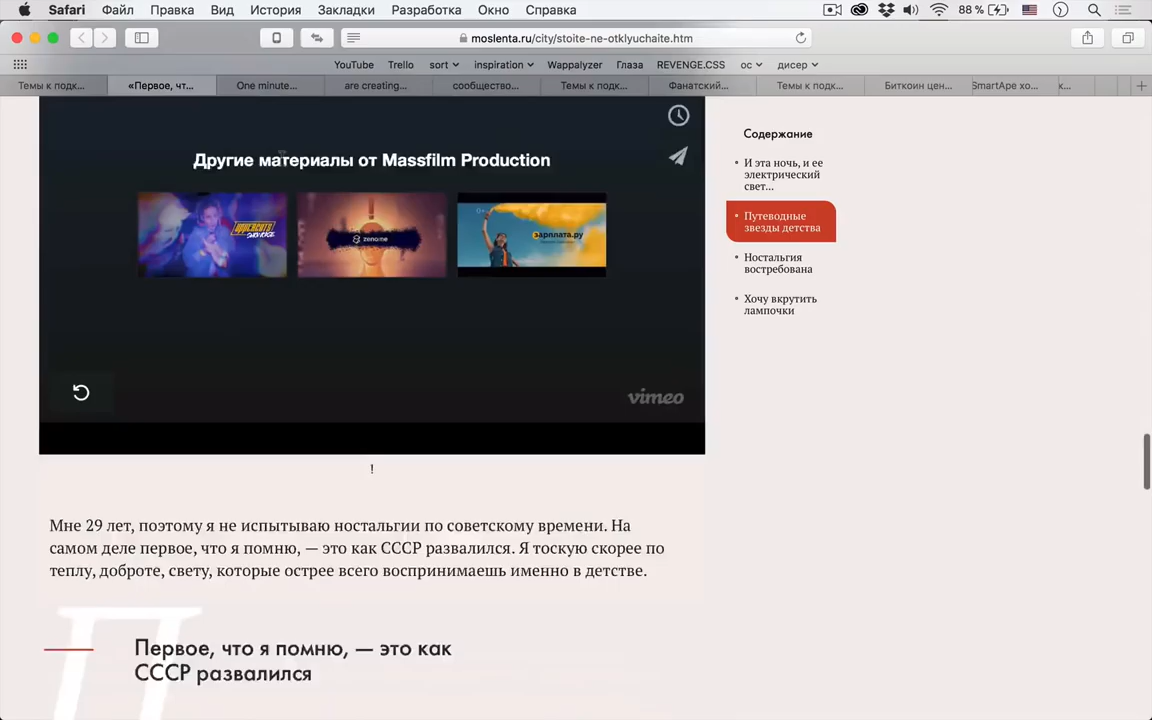 Safari Файл Правка Вид История Закладки Разработка Окно Справка 88 %
moslenta.ru/city/stoite-ne-otklyuchaite.htm
YouTube Trello sort inspiration Wappalyzer Глаза REVENGE.CSS ос дисер
Темы к подк... «Первое, чт... One minute... are creating... сообщество... Темы к подк... Фанатский... Темы к подк... Биткоин цен... SmartApe хо... к...
Другие материалы от Massfilm Production
zenome
зарплата.ру
vimeo
!
Содержание
И эта ночь, и ее
электрический
свет...
Путеводные
звезды детства
Ностальгия
востребована
Хочу вкрутить
лампочки
Мне 29 лет, поэтому я не испытываю ностальгии по советскому времени. На
самом деле первое, что я помню, — это как СССР развалился. Я тоскую скорее по
теплу, доброте, свету, которые острее всего воспринимаешь именно в детстве.
П
Первое, что я помню, — это как
СССР развалился